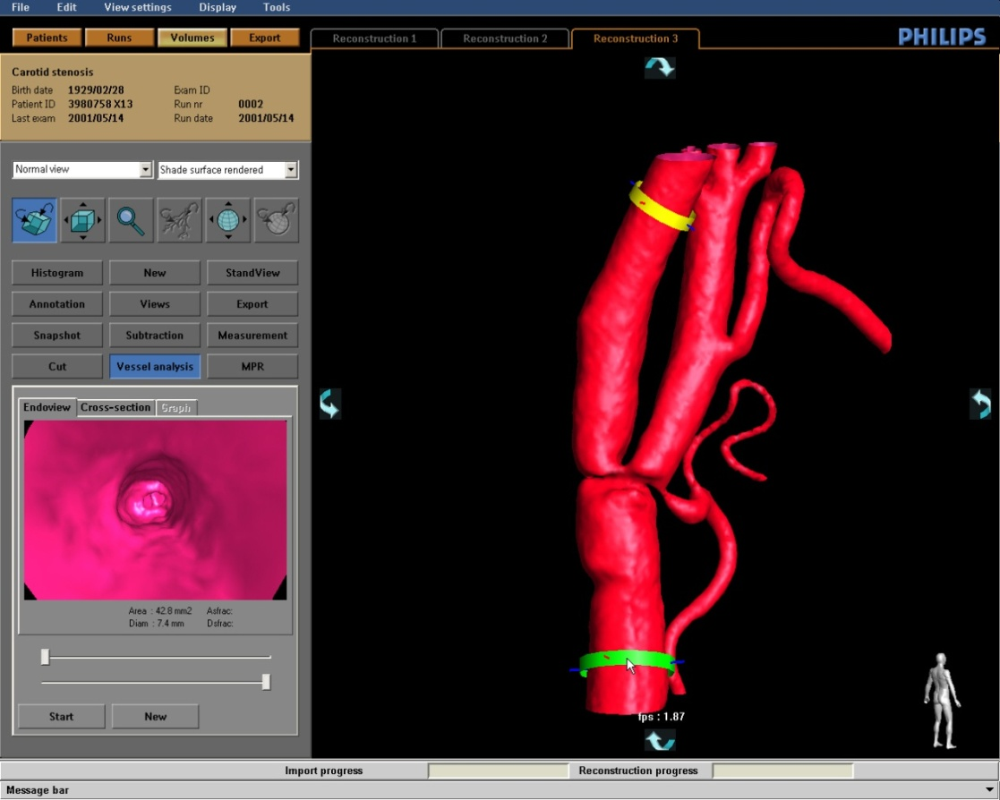 File Edit View settings Display Tools
Patients Runs Volumes Export
Reconstruction 1 Reconstruction 2 Reconstruction 3
PHILIPS
Carotid stenosis
Birth date 1929/02/28 Exam ID
Patient ID 3980758 X13 Run nr 0002
Last exam 2001/05/14 Run date 2001/05/14
Normal view Shade surface rendered
Histogram New StandView
Annotation Views Export
Snapshot Subtraction Measurement
Cut Vessel analysis MPR
Endoview Cross-section Graph
Area : 42.8 mm2 Asfrac:
Diam : 7.4 mm Dsfrac:
Start New
fps : 1.87
Import progress Reconstruction progress
Message bar